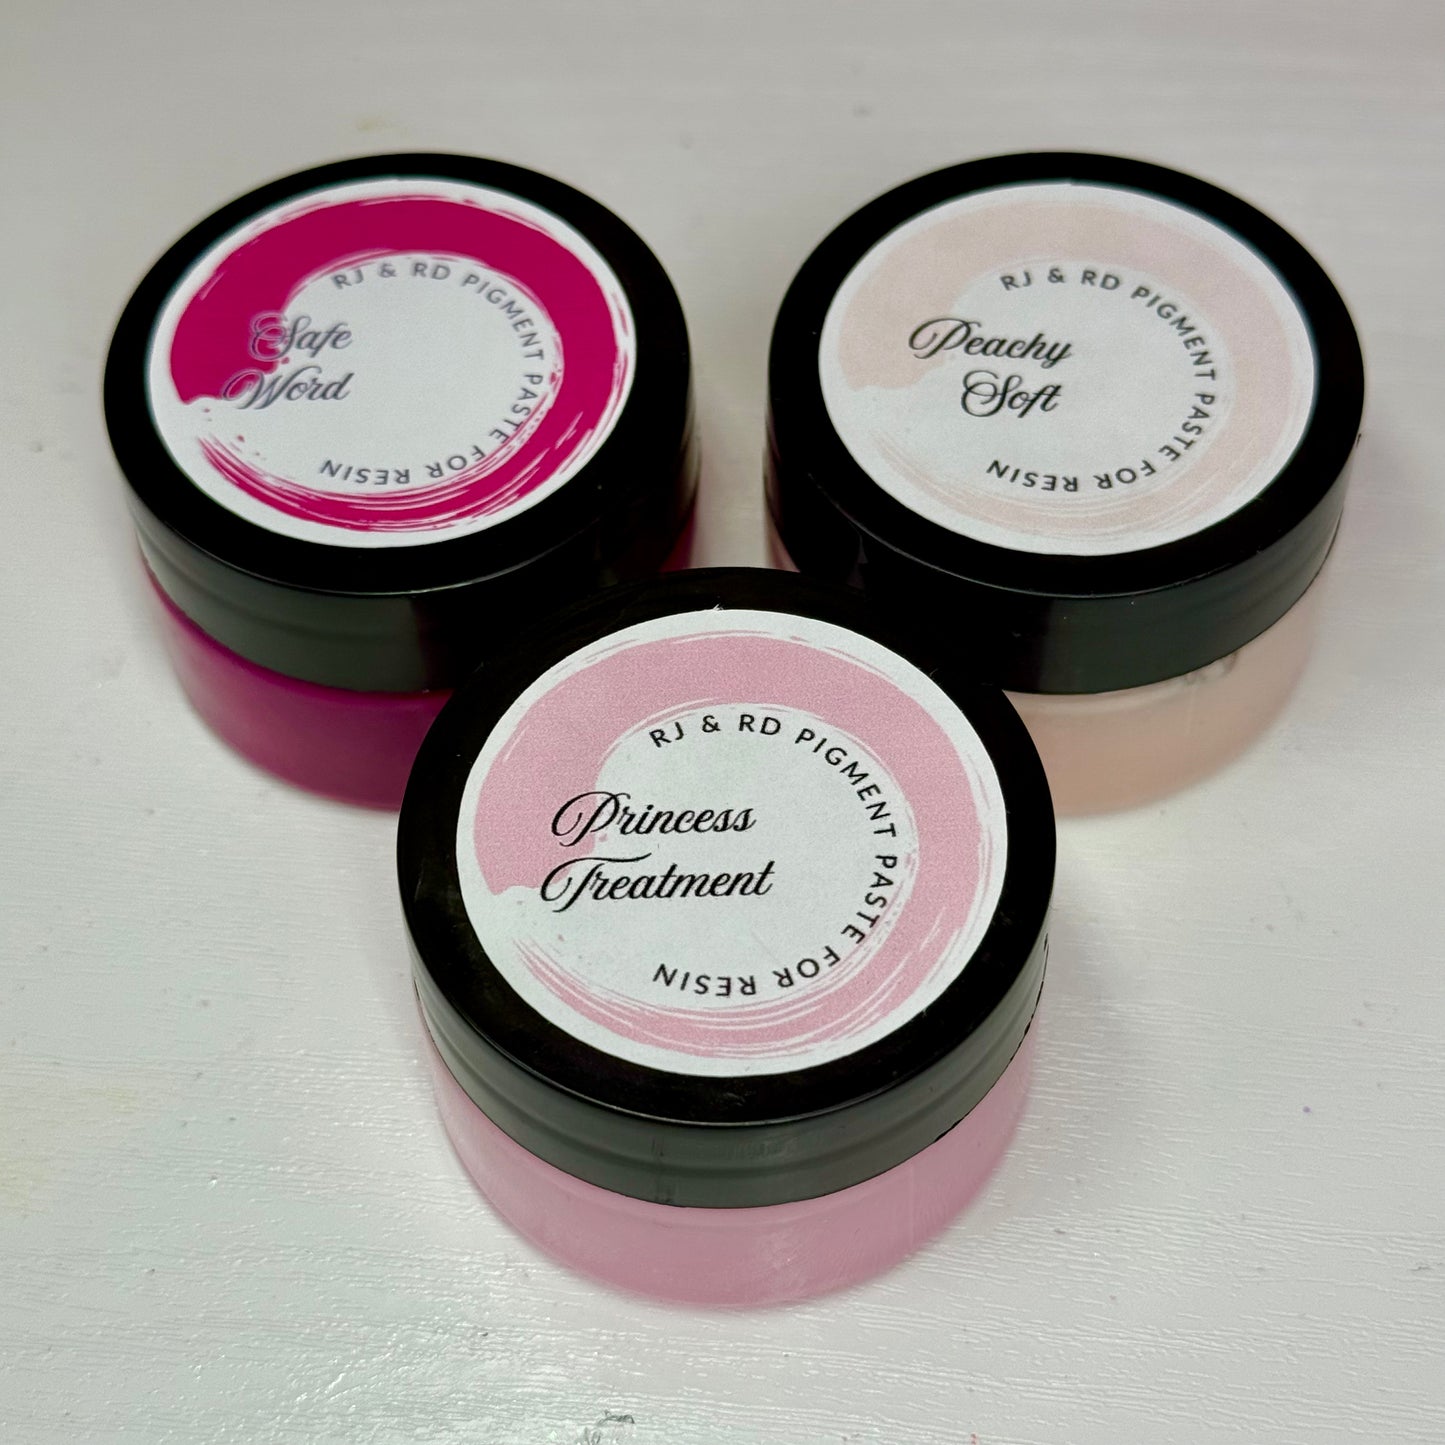 RJ & RD PIGMENT PASTE FOR RESIN
Safe
Word
RJ & RD PIGMENT PASTE FOR RESIN
Peachy
Soft
RJ & RD PIGMENT PASTE FOR RESIN
Princess
Treatment